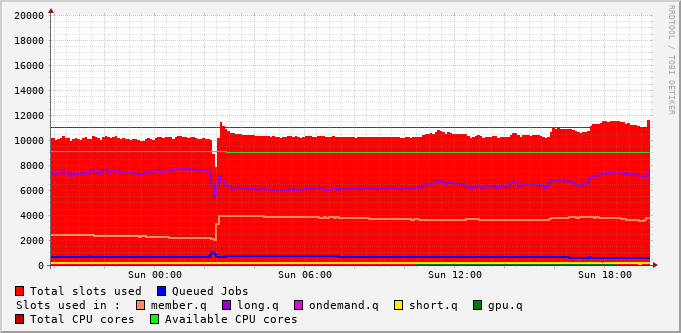 20000
18000
16000
14000
12000
10000
8000
6000
4000
2000
0
Sun 00:00 Sun 06:00 Sun 12:00 Sun 18:00
RRDTOOL / TOBI OETIKER
Total slots used Queued Jobs
Slots used in : member.q long.q ondemand.q short.q gpu.q
Total CPU cores Available CPU cores